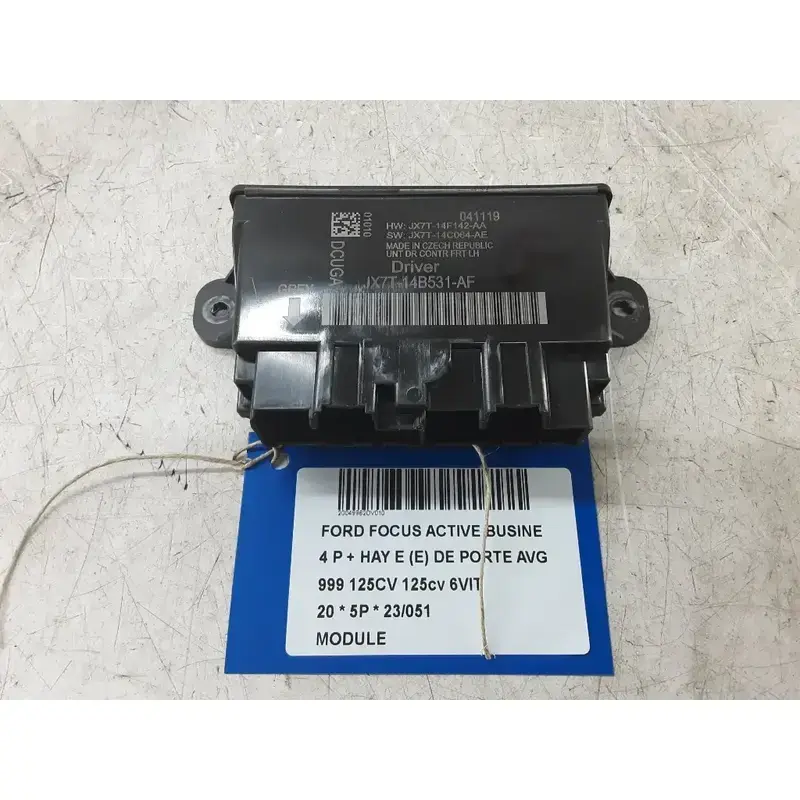 041119
01010
HW: JX7T-14F142-AA
SW: JX7T-14C064-AE
MADE IN CZECH REPUBLIC
UNT DR CONTR FRT LH
DCUGA
Driver
JX7T-14B531-AF
FORD FOCUS ACTIVE BUSINE
4 P + HAY E (E) DE PORTE AVG
999 125CV 125cv 6VIT
20 * 5P * 23/051
MODULE